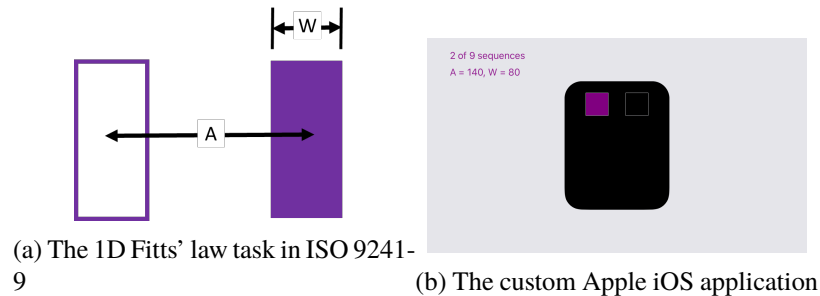 W
A
(a) The 1D Fitts' law task in ISO 9241-
9
2 of 9 sequences
A = 140, W = 80
(b) The custom Apple iOS application